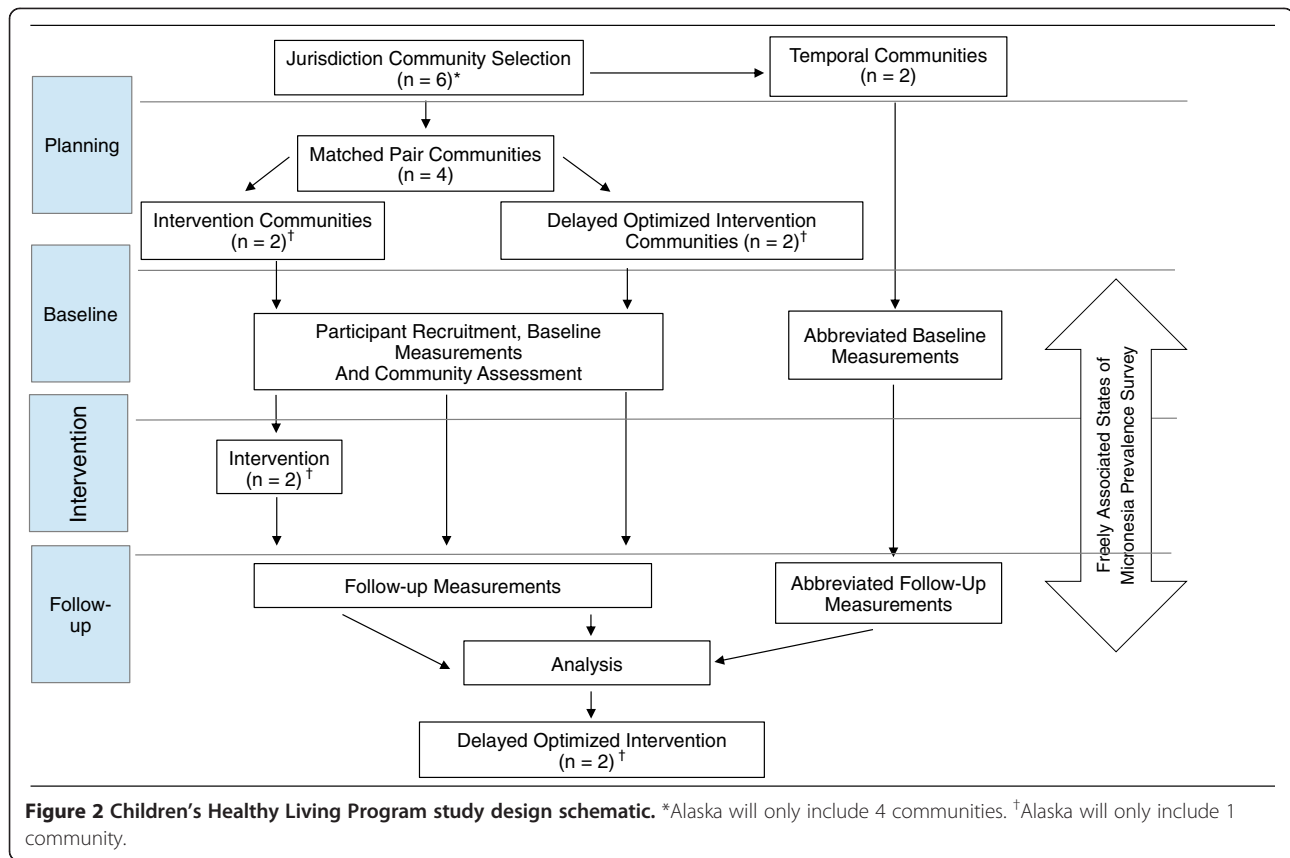 Jurisdiction Community Selection
(n = 6)*
Temporal Communities
(n = 2)
Planning
Matched Pair Communities
(n = 4)
Intervention Communities
(n = 2)†
Delayed Optimized Intervention
Communities (n = 2)†
Baseline
Participant Recruitment, Baseline
Measurements
And Community Assessment
Abbreviated Baseline
Measurements
Freely Associated States of
Micronesia Prevalence Survey
Intervention
Intervention
(n = 2)†
Follow-
up
Follow-up Measurements
Abbreviated Follow-Up
Measurements
Analysis
Delayed Optimized Intervention
(n = 2)†
Figure 2 Children's Healthy Living Program study design schematic. *Alaska will only include 4 communities. †Alaska will only include 1
community.